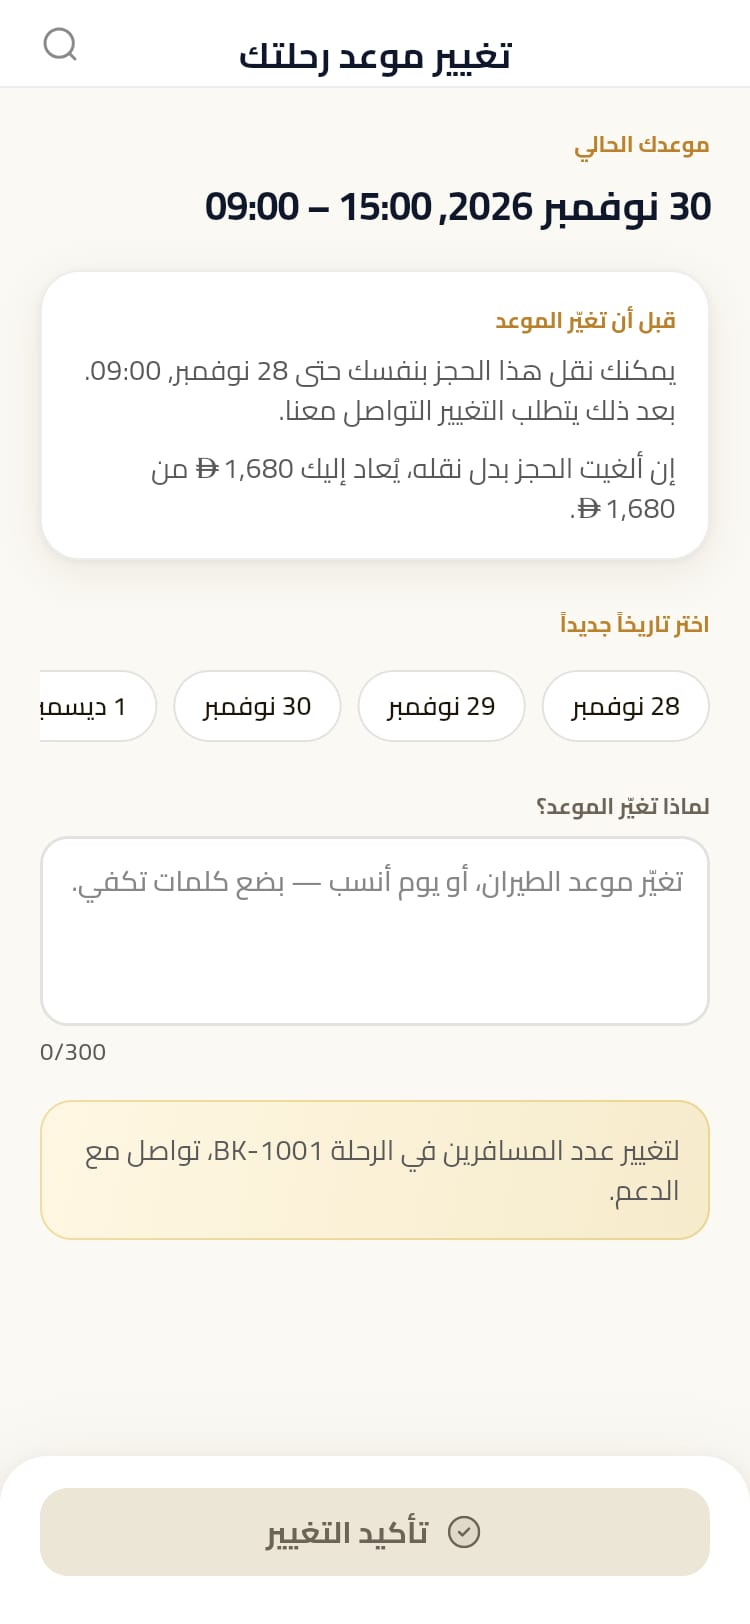 تغيير موعد رحلتك
موعدك الحالي
30 نوفمبر 2026, 15:00 – 09:00
قبل أن تغيّر الموعد
يمكنك نقل هذا الحجز بنفسك حتى 28 نوفمبر, 09:00.
بعد ذلك يتطلب التغيير التواصل معنا.
إن ألغيت الحجز بدل نقله، يُعاد إليك 1,680 د من
1,680 د.
اختر تاريخاً جديداً
28 نوفمبر
29 نوفمبر
30 نوفمبر
1 ديسمبر
لماذا تغيّر الموعد؟
تغيّر موعد الطيران، أو يوم أنسب — بضع كلمات تكفي.
0/300
لتغيير عدد المسافرين في الرحلة BK-1001، تواصل مع
الدعم.
تأكيد التغيير